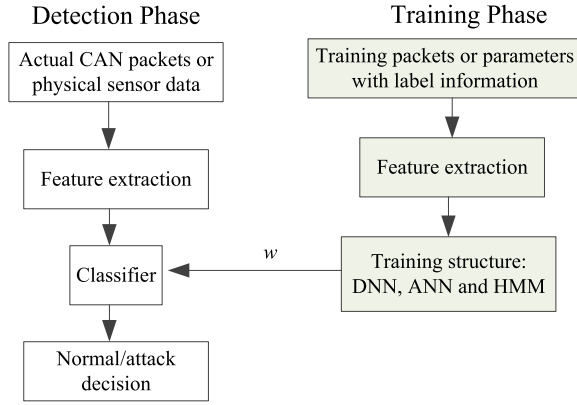 Detection Phase
Training Phase
Actual CAN packets or
physical sensor data
Training packets or parameters
with label information
Feature extraction
Feature extraction
Classifier
w
Training structure:
DNN, ANN and HMM
Normal/attack
decision